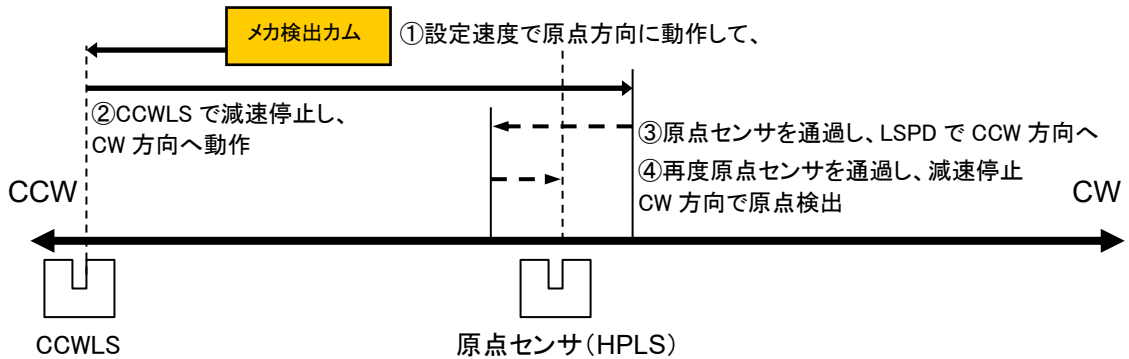 メカ検出カム
①設定速度で原点方向に動作して、
②CCWLS で減速停止し、
CW 方向へ動作
③原点センサを通過し、LSPD で CCW 方向へ
④再度原点センサを通過し、減速停止
CW 方向で原点検出
CCW
CW
CCWLS
原点センサ(HPLS)